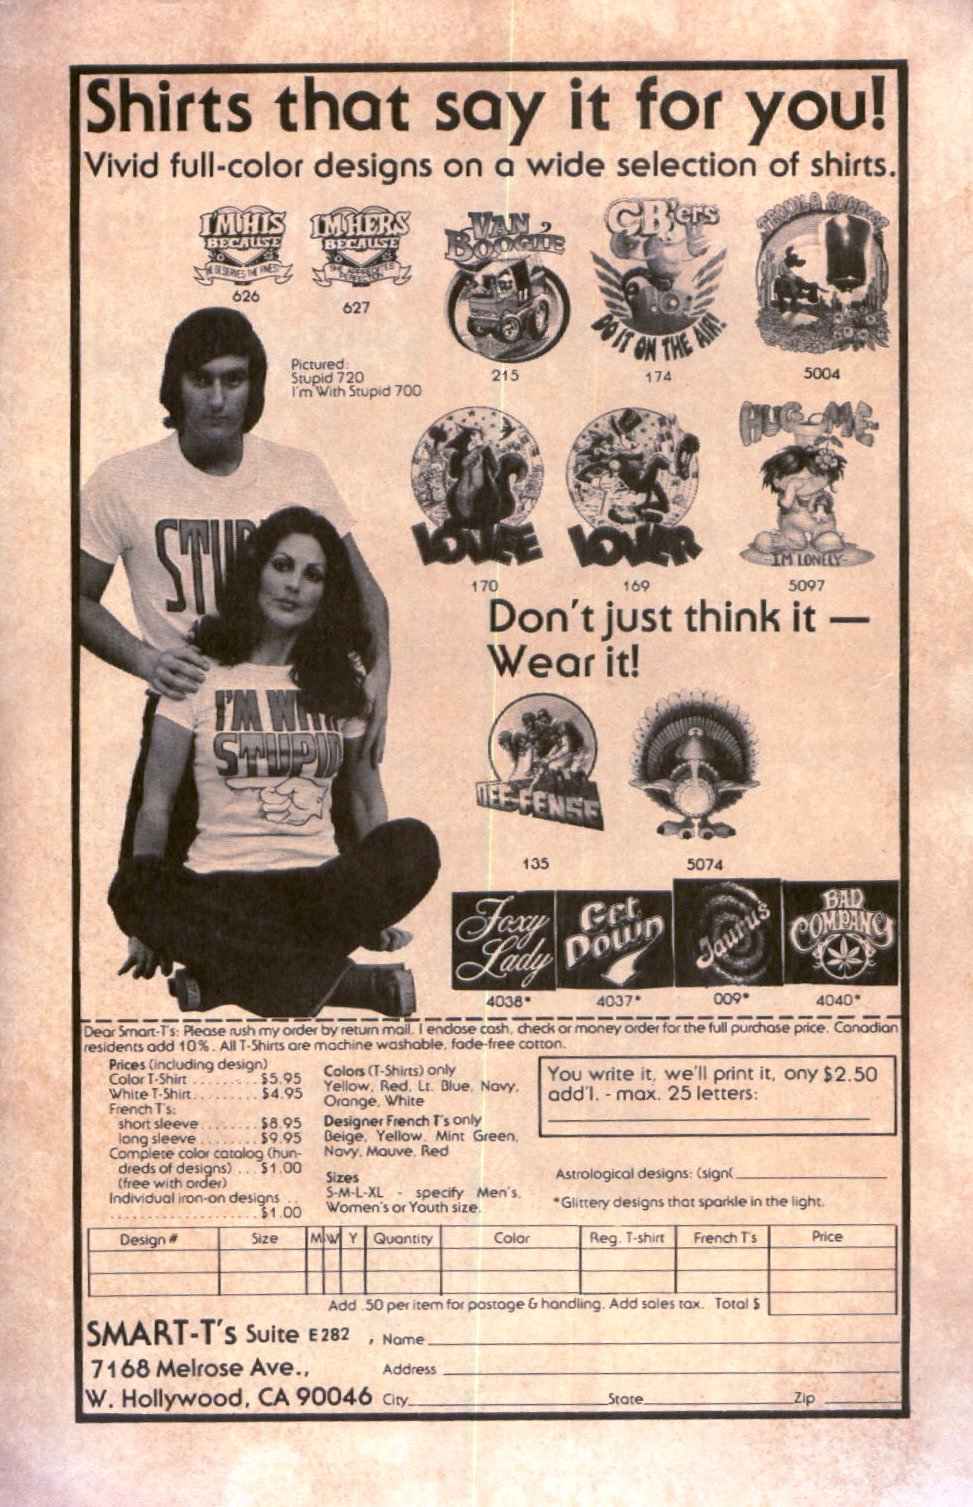 Shirts that say it for you!
Vivid full-color designs on a wide selection of shirts.
I'M HIS
BECAUSE
HE DESERVES THE FINEST
626
I'M HERS
BECAUSE
627
VAN
BOOGIE
215
CB'ers
DO IT ON THE AIR!
174
TEQUILA SUNRISE
5004
Pictured:
Stupid 720
I'm With Stupid 700
STUP
I'M WITH
STUPID
LOVEE
170
LOVER
169
HUG-ME
I'M LONELY
5097
Don't just think it —
Wear it!
DEE-FENSE
135
5074
Foxy
Lady
4038*
Get
Down
4037*
Taurus
009*
BAD
COMPANY
4040*
Dear Smart-T's: Please rush my order by return mail. I enclose cash, check or money order for the full purchase price. Canadian
residents add 10%. All T-Shirts are machine washable, fade-free cotton.
Prices (including design)
Color T-Shirt ......... $5.95
White T-Shirt ......... $4.95
French T's:
short sleeve ....... $8.95
long sleeve ........ $9.95
Complete color catalog (hun-
dreds of designs) ... $1.00
(free with order)
Individual iron-on designs ..
................... $1.00
Colors (T-Shirts) only
Yellow, Red, Lt. Blue, Navy,
Orange, White
Designer French T's only
Beige, Yellow, Mint Green,
Navy, Mauve, Red
Sizes
S-M-L-XL - specify Men's,
Women's or Youth size.
You write it, we'll print it, ony $2.50
add'l. - max. 25 letters:
Astrological designs: (sign(
*Glittery designs that sparkle in the light.
Design # Size M W Y Quantity Color Reg. T-shirt French T's Price
Add .50 per item for postage & handling. Add sales tax. Total $
SMART-T's Suite E282 , Name
7168 Melrose Ave., Address
W. Hollywood, CA 90046 City State Zip